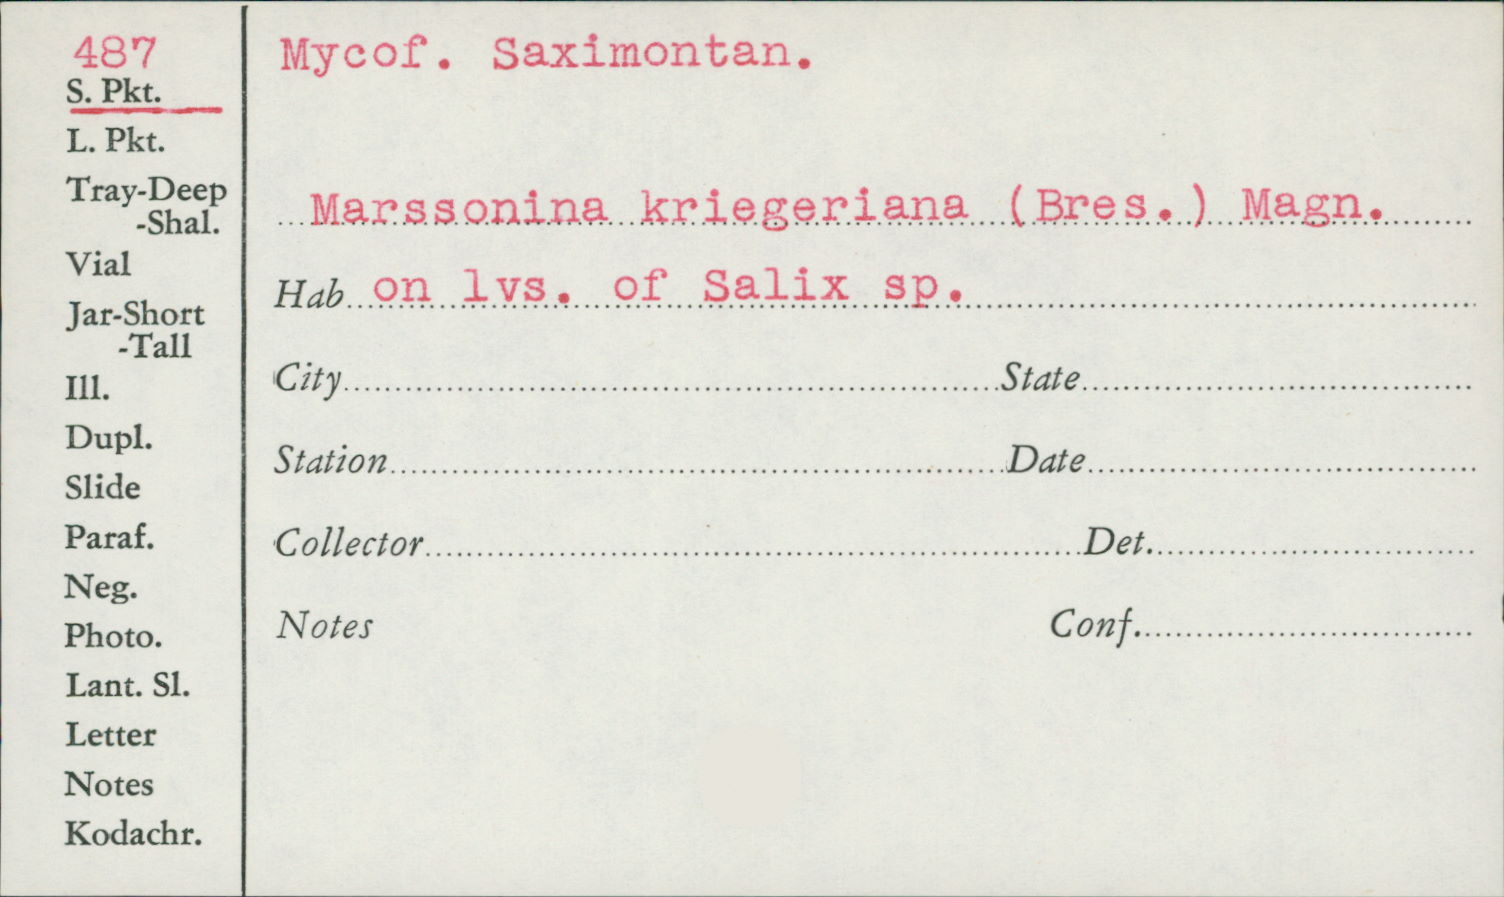 487
S. Pkt.
L. Pkt.
Tray-Deep
-Shal.
Vial
Jar-Short
-Tall
Ill.
Dupl.
Slide
Paraf.
Neg.
Photo.
Lant. Sl.
Letter
Notes
Kodachr.
Mycof. Saximontan.
Marssonina kriegeriana (Bres.) Magn.
Hab on lvs. of Salix sp.
City State
Station Date
Collector Det.
Notes Conf.